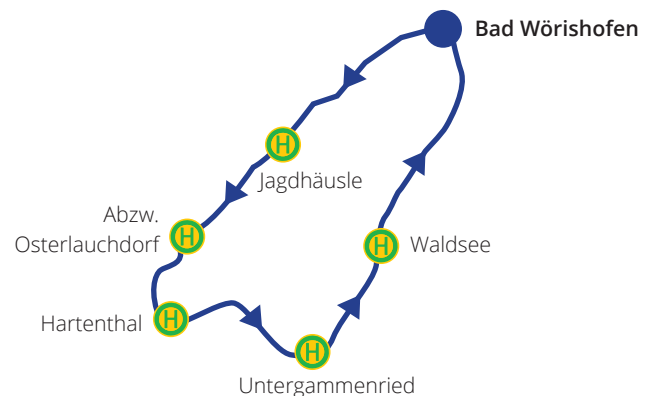 Bad Wörishofen
H
Jagdhäusle
Abzw.
Osterlauchdorf
H
H
Waldsee
Hartenthal
H
H
Untergammenried